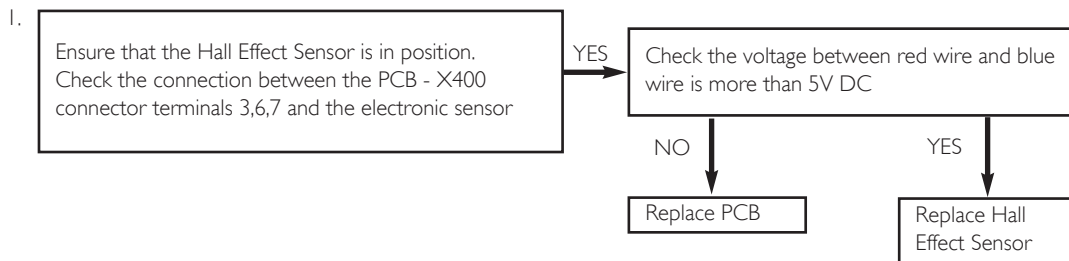 1.
Ensure that the Hall Effect Sensor is in position.
Check the connection between the PCB - X400
connector terminals 3,6,7 and the electronic sensor
YES
Check the voltage between red wire and blue
wire is more than 5V DC
NO
YES
Replace PCB
Replace Hall
Effect Sensor